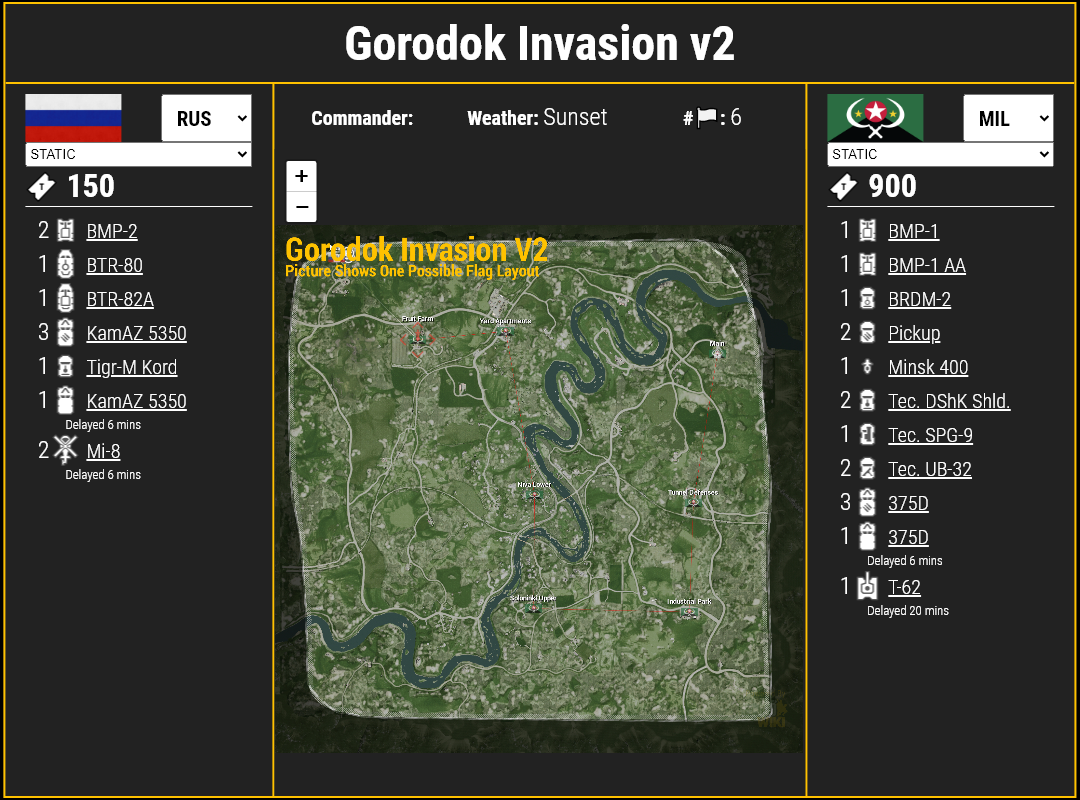 Gorodok Invasion v2
RUS
STATIC
150
2 BMP-2
1 BTR-80
1 BTR-82A
3 KamAZ 5350
1 Tigr-M Kord
1 KamAZ 5350
Delayed 6 mins
2 Mi-8
Delayed 6 mins
Commander:
Weather: Sunset
# : 6
+
−
Gorodok Invasion V2
Picture Shows One Possible Flag Layout
Fruit Farm
Yard Apartments
Main
Niva Lower
Tunnel Defenses
Sloloniki Upper
Industrial Park
MIL
STATIC
900
1 BMP-1
1 BMP-1 AA
1 BRDM-2
2 Pickup
1 Minsk 400
2 Tec. DShK Shld.
1 Tec. SPG-9
2 Tec. UB-32
3 375D
1 375D
Delayed 6 mins
1 T-62
Delayed 20 mins